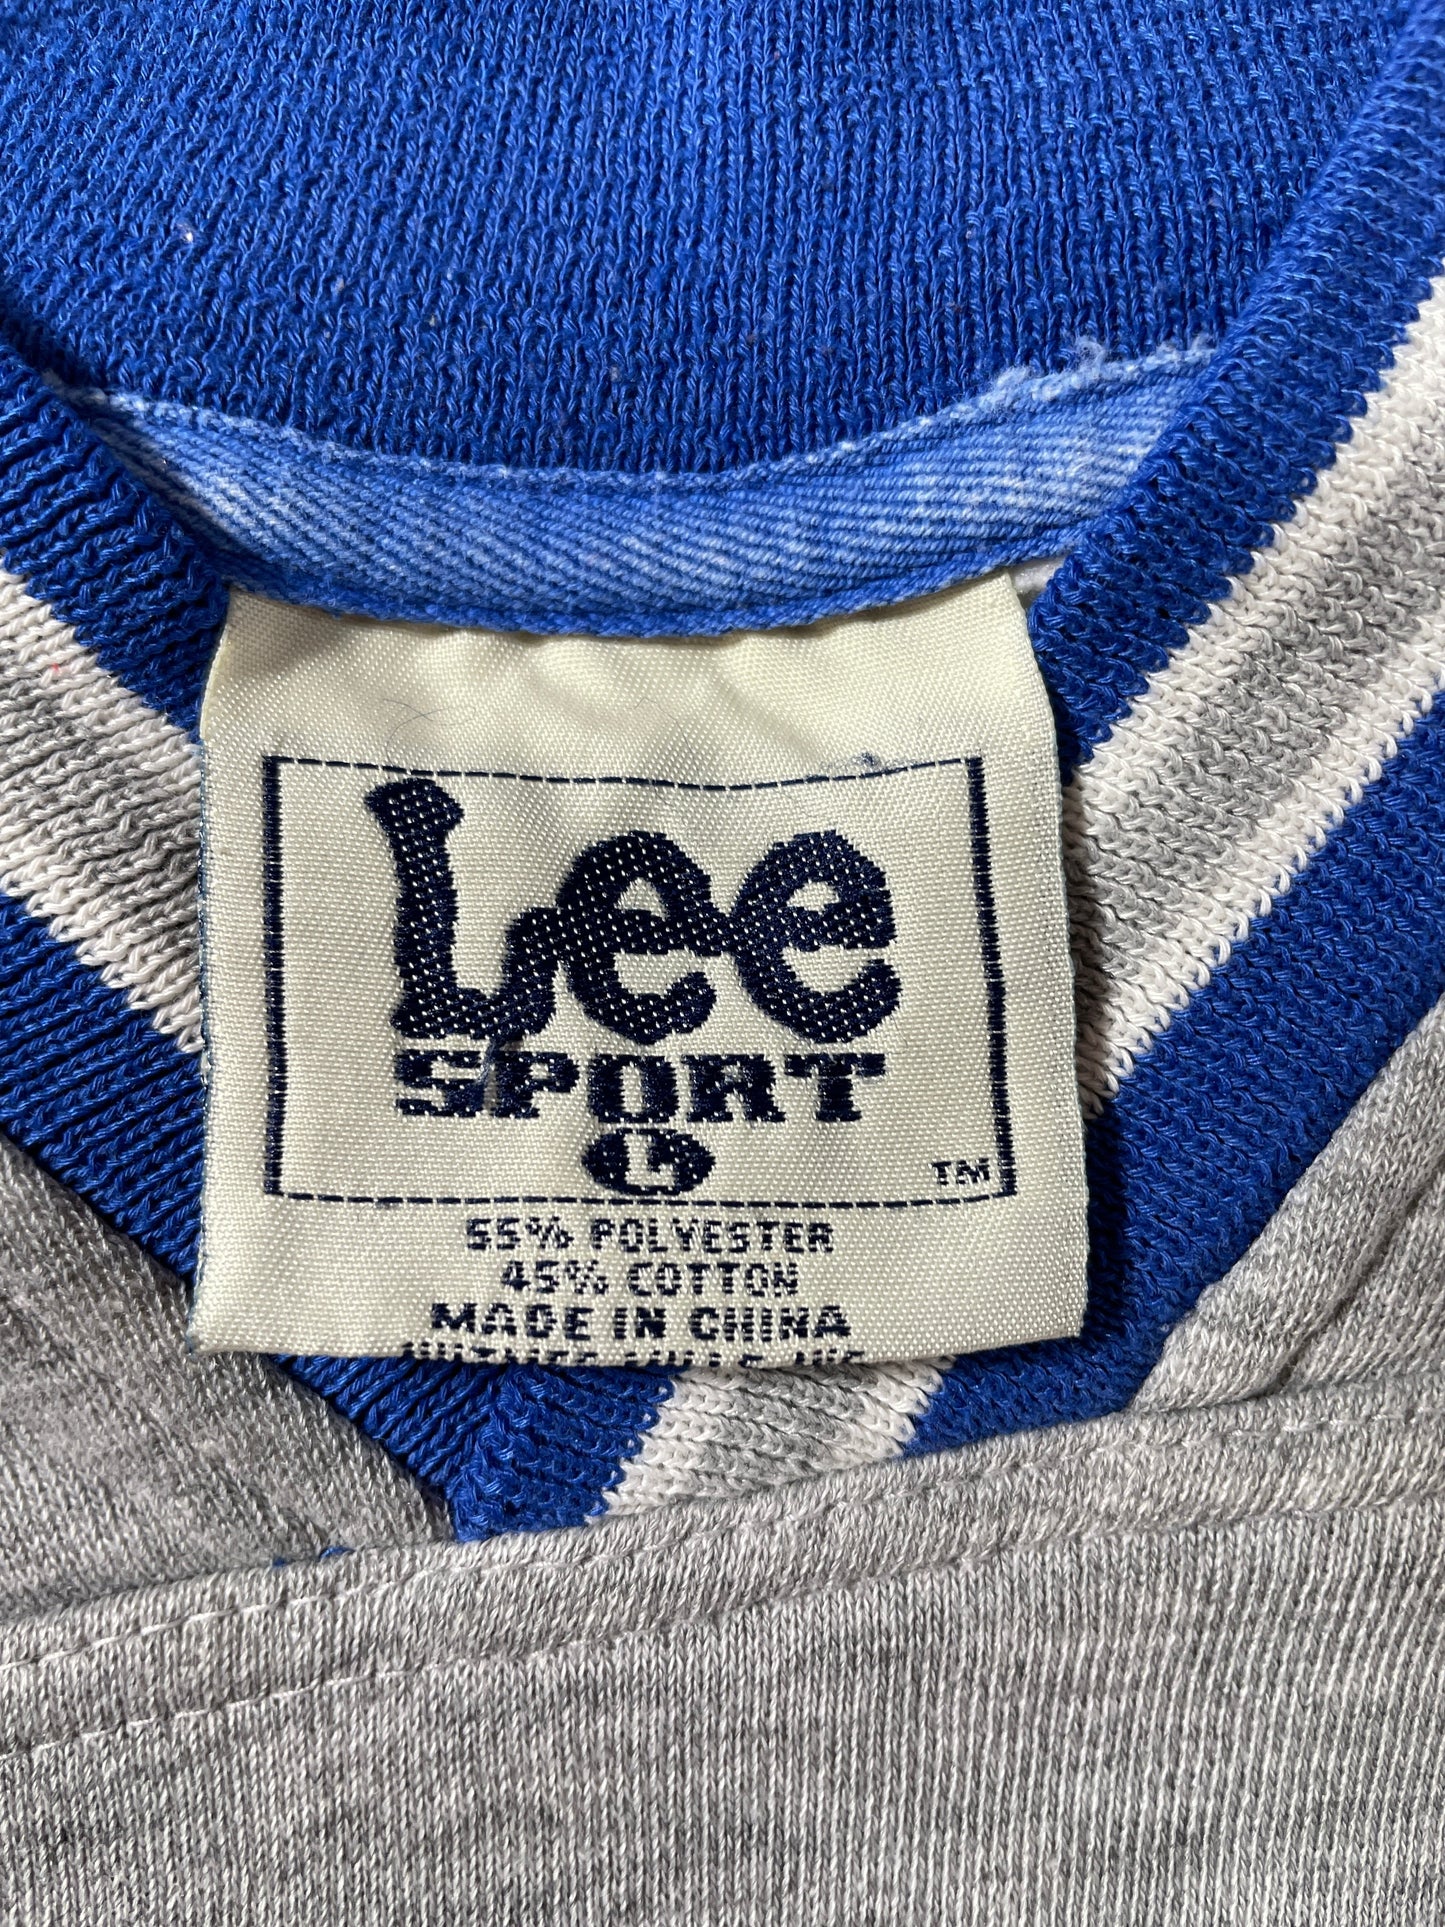 Lee
SPORT
L
TM
55% POLYESTER
45% COTTON
MADE IN CHINA